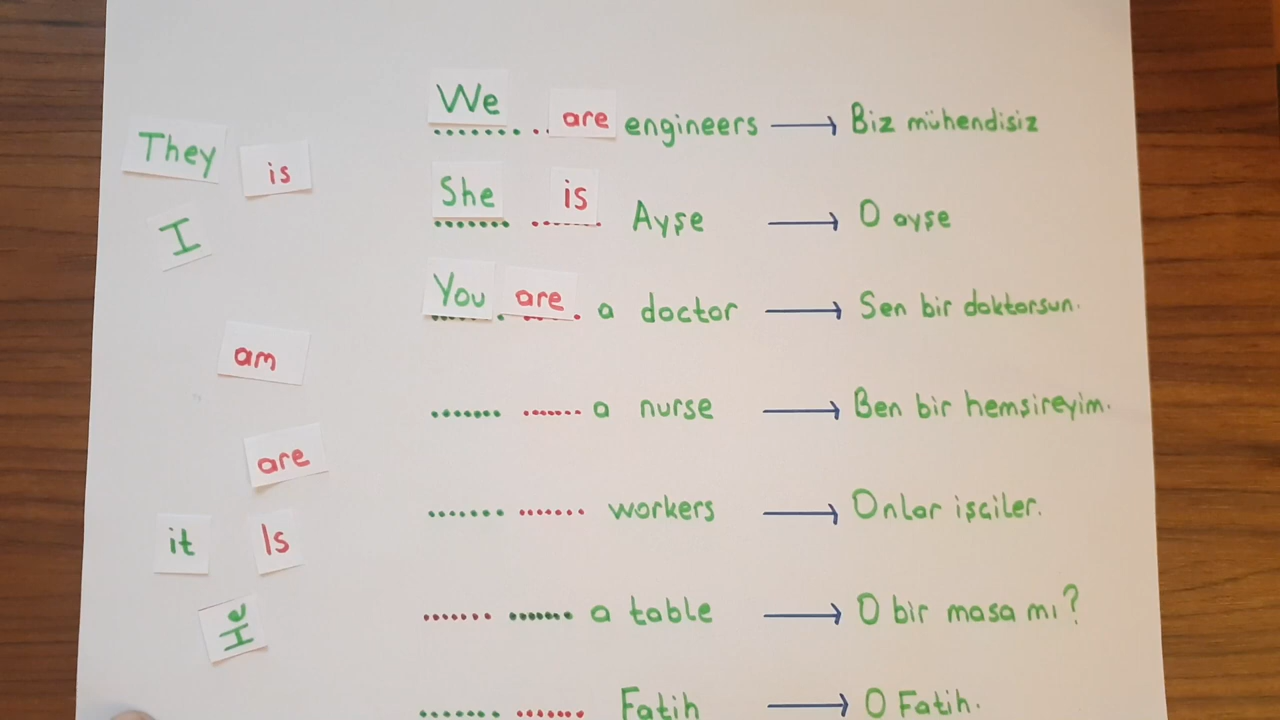 We are engineers → Biz mühendisiz
They is
She is Ayşe → O ayşe
I
You are a doctor → Sen bir doktorsun.
am
....... ....... a nurse → Ben bir hemşireyim.
are
....... ....... workers → Onlar işçiler.
it Is
....... ....... a table → O bir masa mı?
He
....... ....... Fatih → O Fatih.